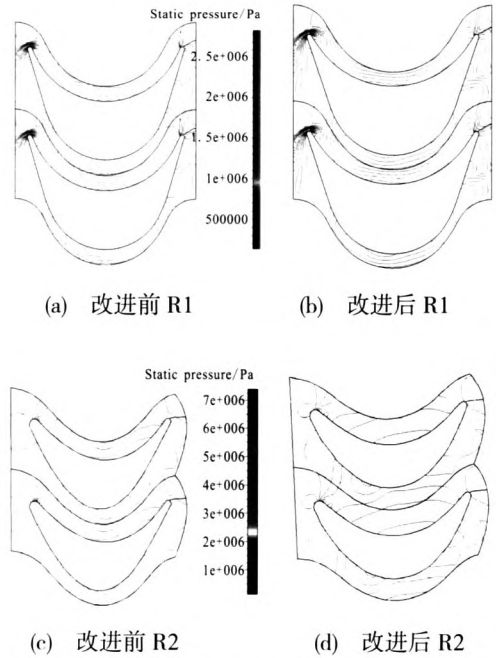 Static pressure/Pa
2.5e+006
2e+006
1.5e+006
1e+006
500000
(a) 改进前 R1
(b) 改进后 R1
Static pressure/Pa
7e+006
6e+006
5e+006
4e+006
3e+006
2e+006
1e+006
(c) 改进前 R2
(d) 改进后 R2